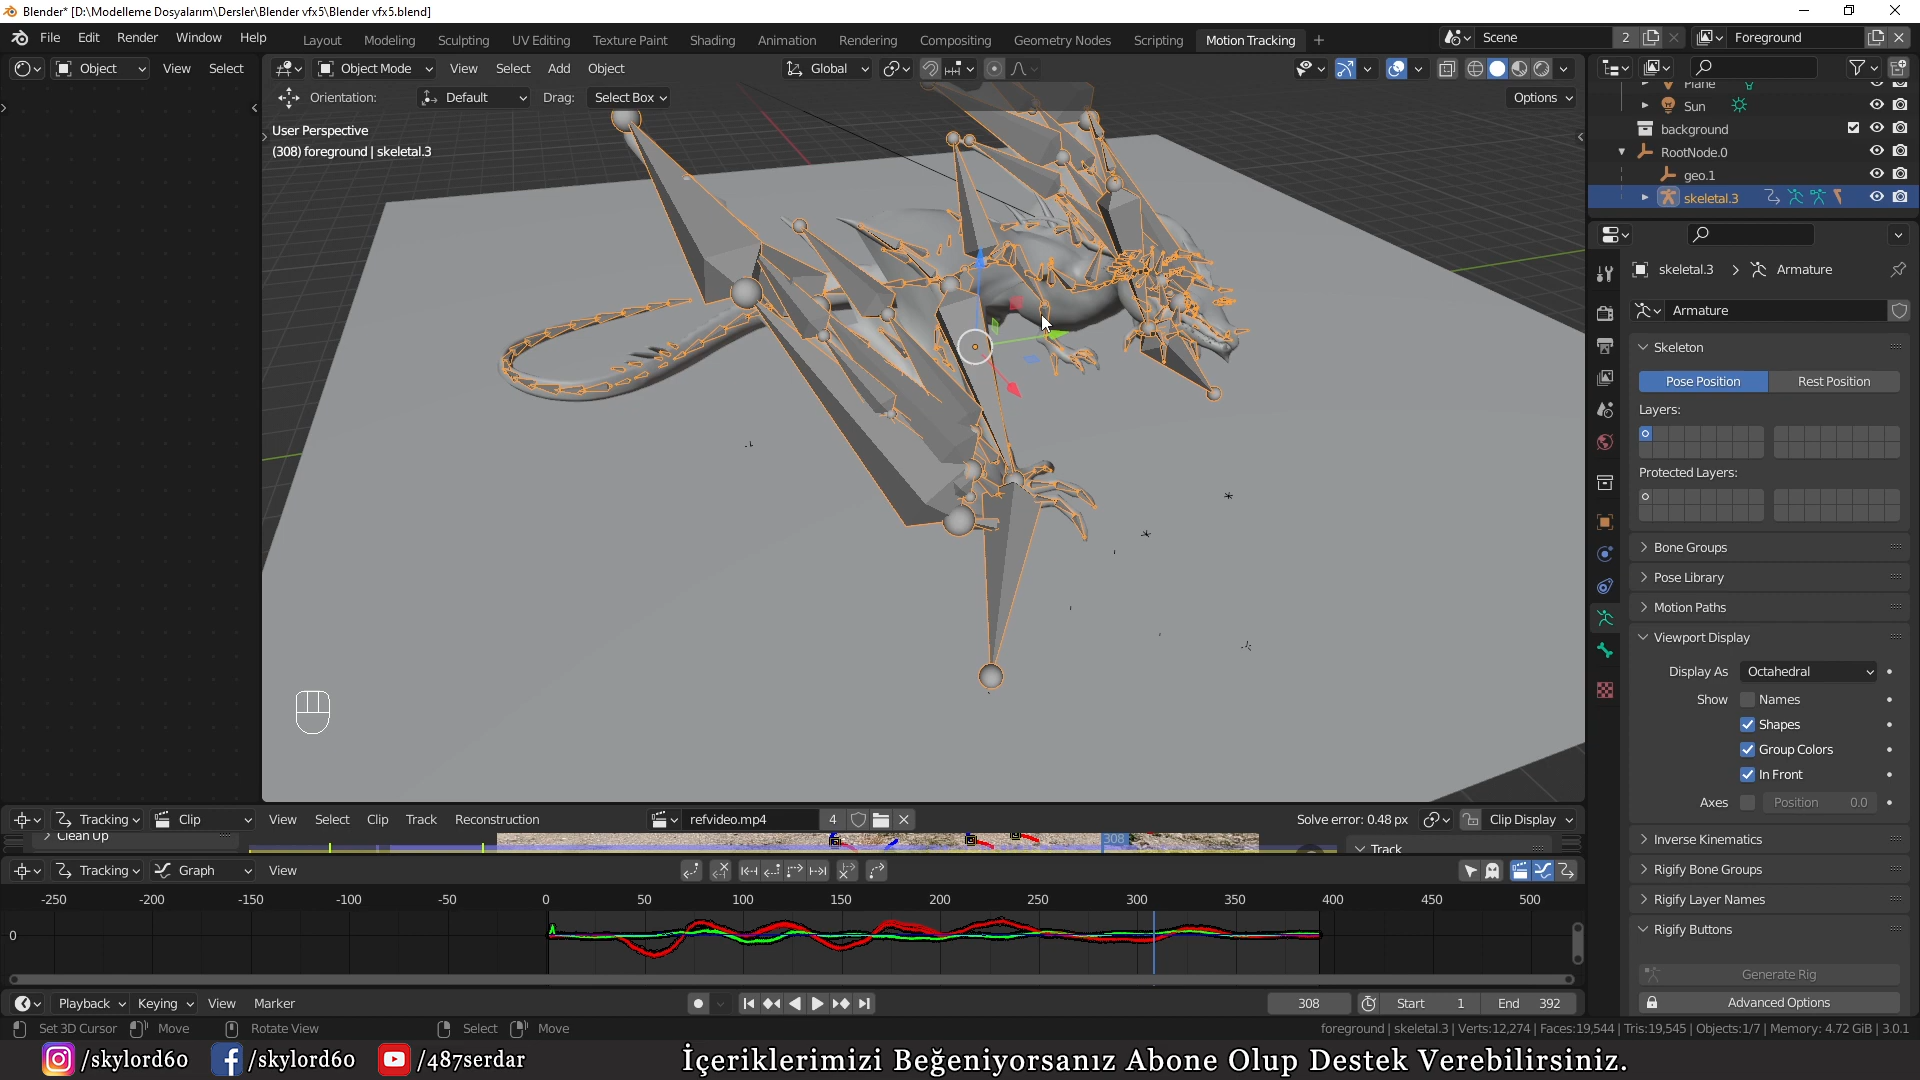 Blender* [D:\Modelleme Dosyalarım\Dersler\Blender vfx5\Blender vfx5.blend]
File Edit Render Window Help
Layout Modeling Sculpting UV Editing Texture Paint Shading Animation Rendering Compositing Geometry Nodes Scripting Motion Tracking +
Scene 2
Foreground
Object View Select
Object Mode View Select Add Object
Global
Orientation: Default Drag: Select Box
Options
User Perspective
(308) foreground | skeletal.3
Plane
Sun
background
RootNode.0
geo.1
skeletal.3
skeletal.3 > Armature
Armature
Skeleton
Pose Position Rest Position
Layers:
Protected Layers:
Bone Groups
Pose Library
Motion Paths
Viewport Display
Display As Octahedral
Show Names
Shapes
Group Colors
In Front
Axes Position 0.0
Inverse Kinematics
Rigify Bone Groups
Rigify Layer Names
Rigify Buttons
Generate Rig
Advanced Options
Tracking Clip View Select Clip Track Reconstruction
refvideo.mp4 4
Solve error: 0.48 px
Clip Display
Clean Up
308
Track
Tracking Graph View
-250 -200 -150 -100 -50 0 50 100 150 200 250 300 350 400 450 500
0
Playback Keying View Marker
308 Start 1 End 392
Set 3D Cursor Move Rotate View Select Move
foreground | skeletal.3 | Verts:12,274 | Faces:19,544 | Tris:19,545 | Objects:1/7 | Memory: 4.72 GiB | 3.0.1
/skylord60 /skylord60 /487serdar
İçeriklerimizi Beğeniyorsanız Abone Olup Destek Verebilirsiniz.